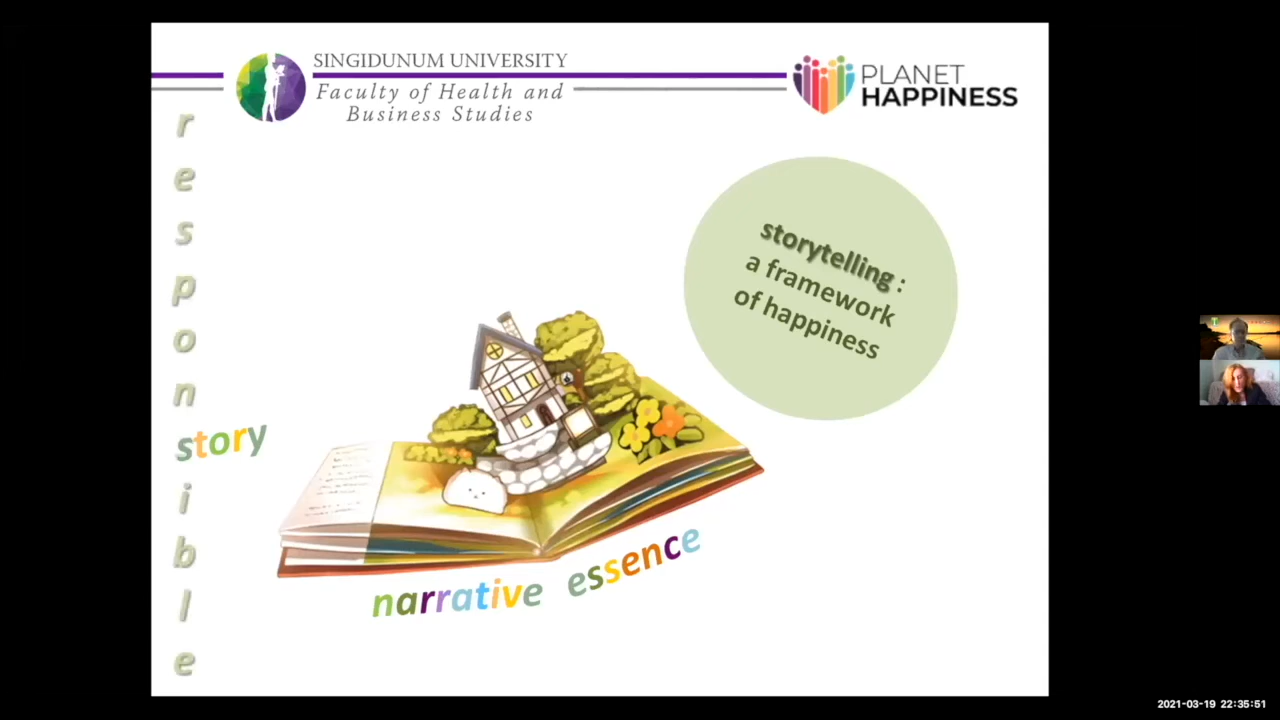 SINGIDUNUM UNIVERSITY
Faculty of Health and
Business Studies
PLANET
HAPPINESS
responsible
story
storytelling :
a framework
of happiness
narrative essence
2021-03-19 22:35:51